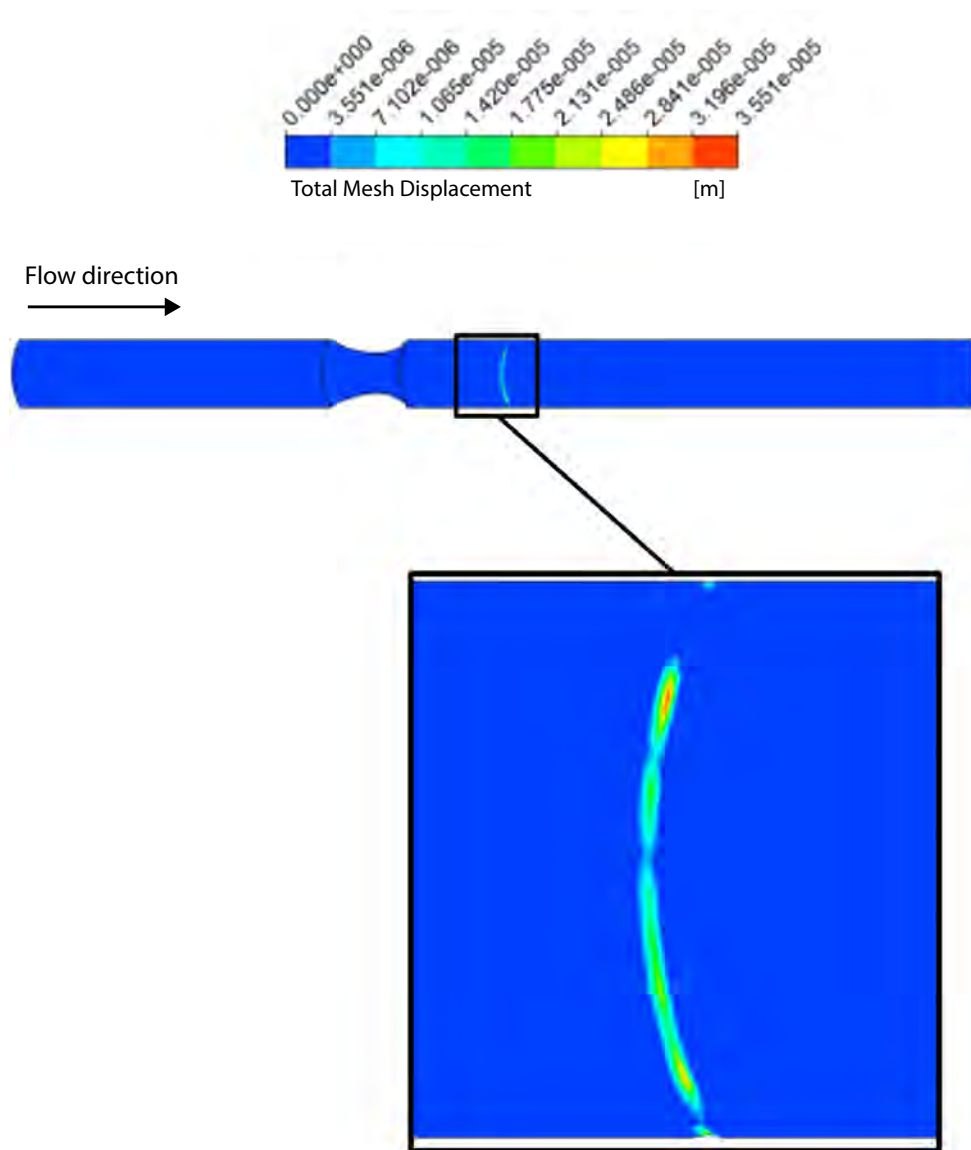 0.000e+000
3.551e-006
7.102e-006
1.065e-005
1.420e-005
1.775e-005
2.131e-005
2.486e-005
2.841e-005
3.196e-005
3.551e-005
Total Mesh Displacement [m]
Flow direction